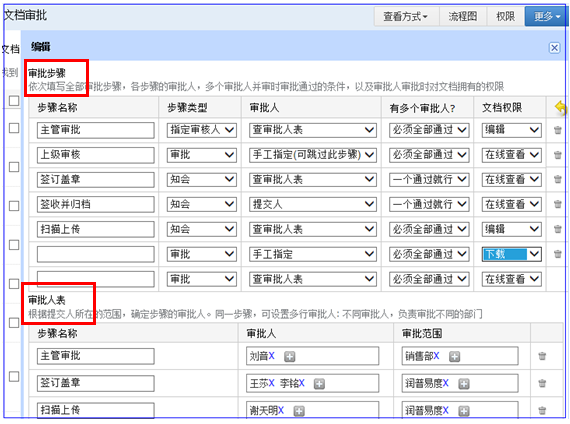 文档审批 查看方式 流程图 权限 更多
文档 编辑
审批步骤
依次填写全部审批步骤，各步骤的审批人，多个审批人并审时审批通过的条件，以及审批人审批时对文档拥有的权限
步骤名称 步骤类型 审批人 有多个审批人？ 文档权限
主管审批 指定审核人 查审批人表 必须全部通过 编辑
上级审核 审批 手工指定(可跳过此步骤) 必须全部通过 在线查看
签订盖章 知会 查审批人表 一个通过就行 在线查看
签收并归档 知会 提交人 一个通过就行 在线查看
扫描上传 知会 查审批人表 必须全部通过 编辑
审批 手工指定 必须全部通过 下载
审批 查审批人表 必须全部通过 在线查看
审批人表
根据提交人所在的范围，确定步骤的审批人。同一步骤，可设置多行审批人：不同审批人，负责审批不同的部门
步骤名称 审批人 审批范围
主管审批 刘音X 销售部X
签订盖章 王莎X 李铭X 润普易度X
扫描上传 谢天明X 润普易度X